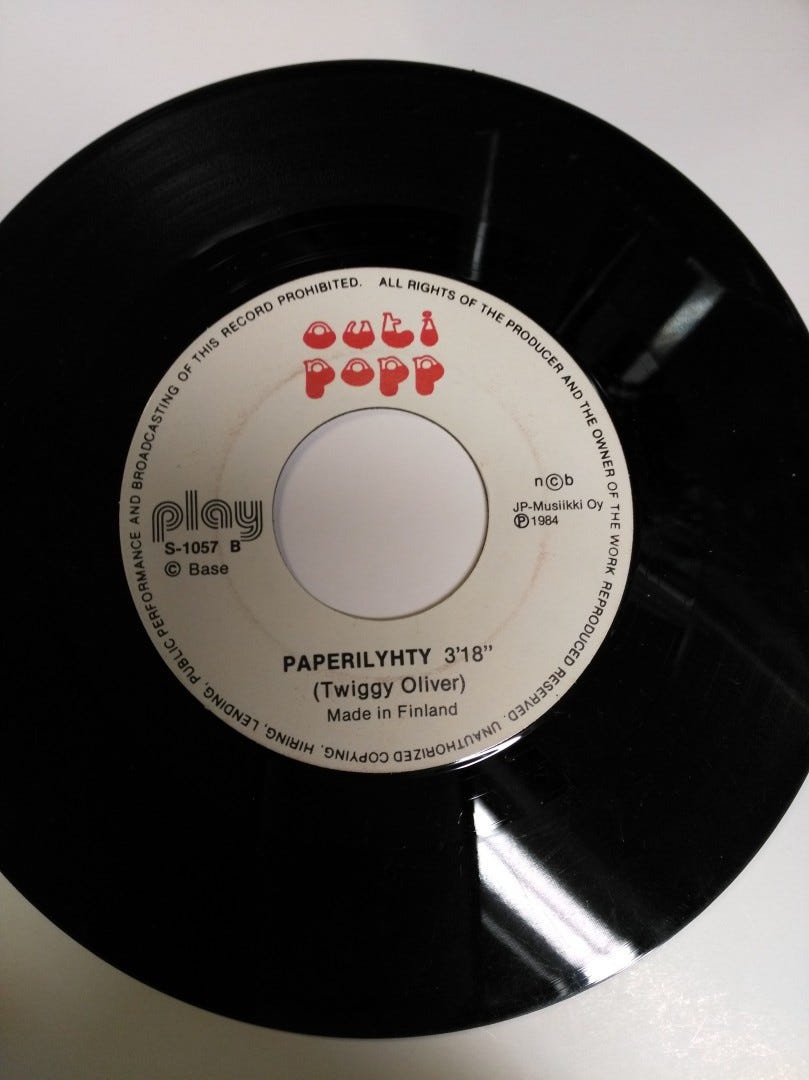 ALL RIGHTS OF THE PRODUCER AND THE OWNER OF THE WORK REPRODUCED RESERVED. UNAUTHORIZED COPYING, HIRING, LENDING, PUBLIC PERFORMANCE AND BROADCASTING OF THIS RECORD PROHIBITED.
outi
popp
play
S-1057 B
© Base
n©b
JP-Musiikki Oy
℗ 1984
PAPERILYHTY 3'18"
(Twiggy Oliver)
Made in Finland